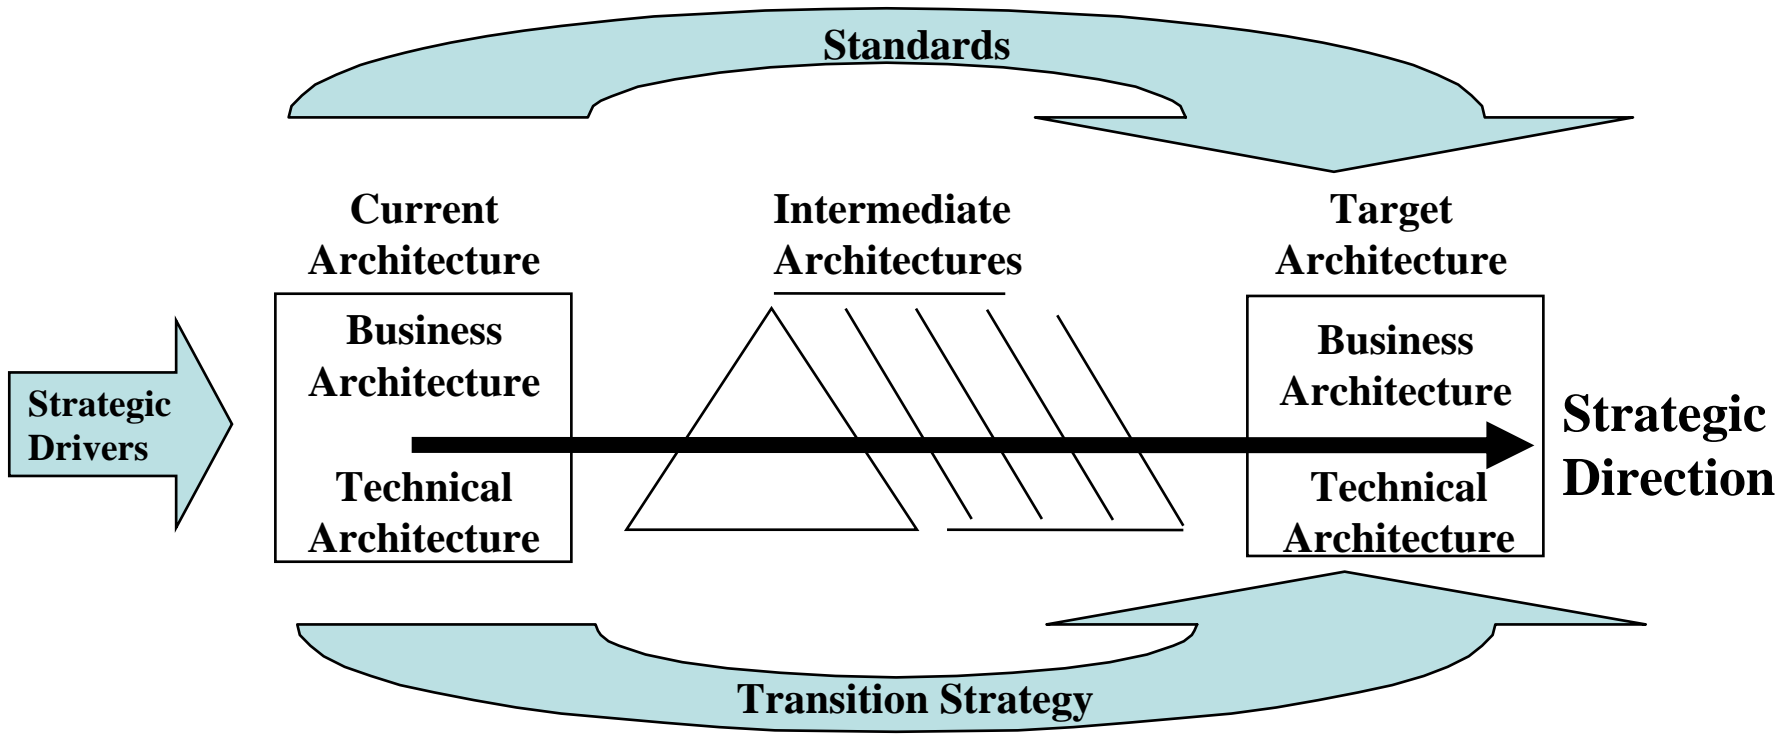 Standards
Current
Architecture
Intermediate
Architectures
Target
Architecture
Strategic
Drivers
Business
Architecture
Technical
Architecture
Business
Architecture
Technical
Architecture
Strategic
Direction
Transition Strategy